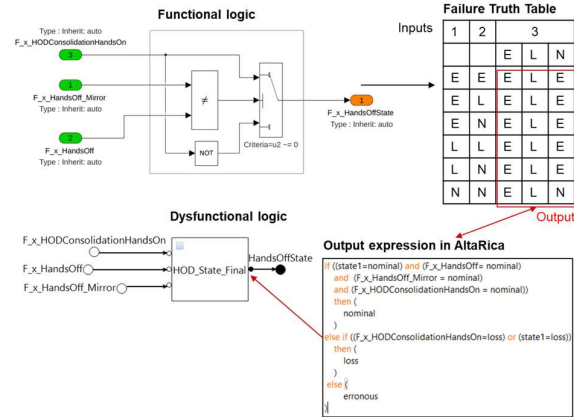 Functional logic
Type : Inherit: auto
F_x_HODConsolidationHandsOn
3
1
F_x_HandsOff_Mirror
Type : Inherit: auto
2
F_x_HandsOff
Type : Inherit: auto
≠
NOT
Criteria=u2 ~= 0
1
F_x_HandsOffState
Type : Inherit: auto
Failure Truth Table
Inputs
1 2 3
E L N
E E E L E
E L E L E
E N E L E
L L E L E
L N E L E
N N E L N
Output
Dysfunctional logic
F_x_HODConsolidationHandsOn
F_x_HandsOff
F_x_HandsOff_Mirror
HOD_State_Final
HandsOffState
Output expression in AltaRica
if ((state1=nominal) and (F_x_HandsOff= nominal)
and (F_x_HandsOff_Mirror = nominal)
and (F_x_HODConsolidationHandsOn = nominal))
then (
nominal
)
else if ((F_x_HODConsolidationHandsOn=loss) or (state1=loss))
then (
loss
)
else (
erronous
)